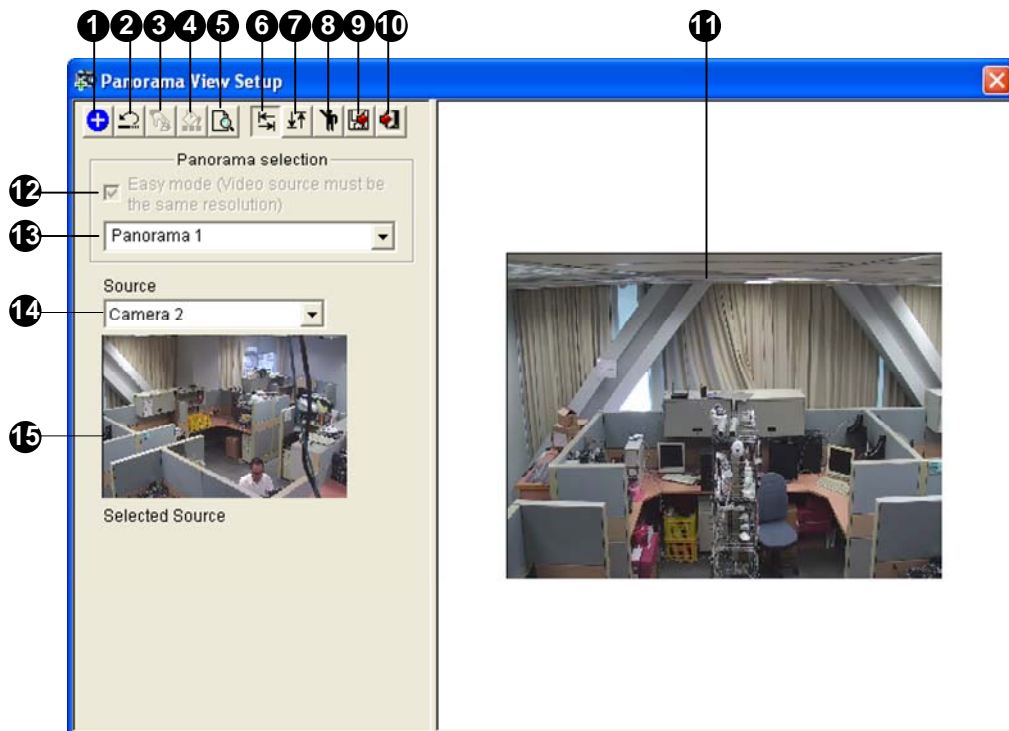 1 2 3 4 5 6 7 8 9 10 11
Panorama View Setup
Panorama selection
12
Easy mode (Video source must be
the same resolution)
13
Panorama 1
Source
14
Camera 2
15
Selected Source